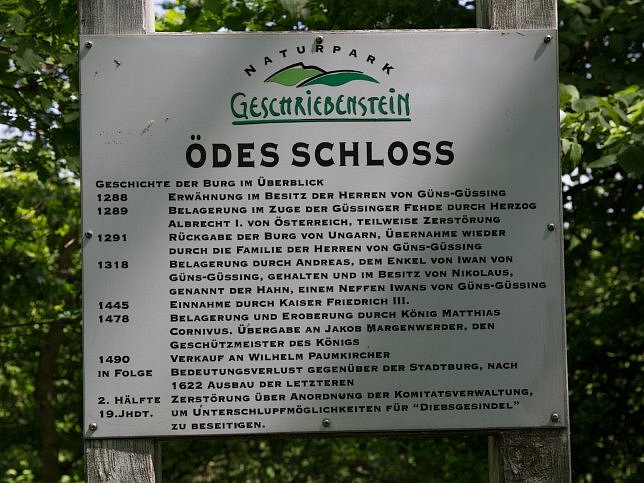 NATURPARK
GESCHRIEBENSTEIN
ÖDES SCHLOSS
GESCHICHTE DER BURG IM ÜBERBLICK
1288 ERWÄHNUNG IM BESITZ DER HERREN VON GÜNS-GÜSSING
1289 BELAGERUNG IM ZUGE DER GÜSSINGER FEHDE DURCH HERZOG
ALBRECHT I. VON ÖSTERREICH, TEILWEISE ZERSTÖRUNG
1291 RÜCKGABE DER BURG VON UNGARN, ÜBERNAHME WIEDER
DURCH DIE FAMILIE DER HERREN VON GÜNS-GÜSSING
1318 BELAGERUNG DURCH ANDREAS, DEM ENKEL VON IWAN VON
GÜNS-GÜSSING, GEHALTEN UND IM BESITZ VON NIKOLAUS,
GENANNT DER HAHN, EINEM NEFFEN IWANS VON GÜNS-GÜSSING
1445 EINNAHME DURCH KAISER FRIEDRICH III.
1478 BELAGERUNG UND EROBERUNG DURCH KÖNIG MATTHIAS
CORNIVUS. ÜBERGABE AN JAKOB MARGENWERDER, DEN
GESCHÜTZMEISTER DES KÖNIGS
1490 VERKAUF AN WILHELM PAUMKIRCHER
IN FOLGE BEDEUTUNGSVERLUST GEGENÜBER DER STADTBURG, NACH
1622 AUSBAU DER LETZTEREN
2. HÄLFTE ZERSTÖRUNG ÜBER ANORDNUNG DER KOMITATSVERWALTUNG,
19.JHDT. UM UNTERSCHLUPFMÖGLICHKEITEN FÜR "DIEBSGESINDEL"
ZU BESEITIGEN.